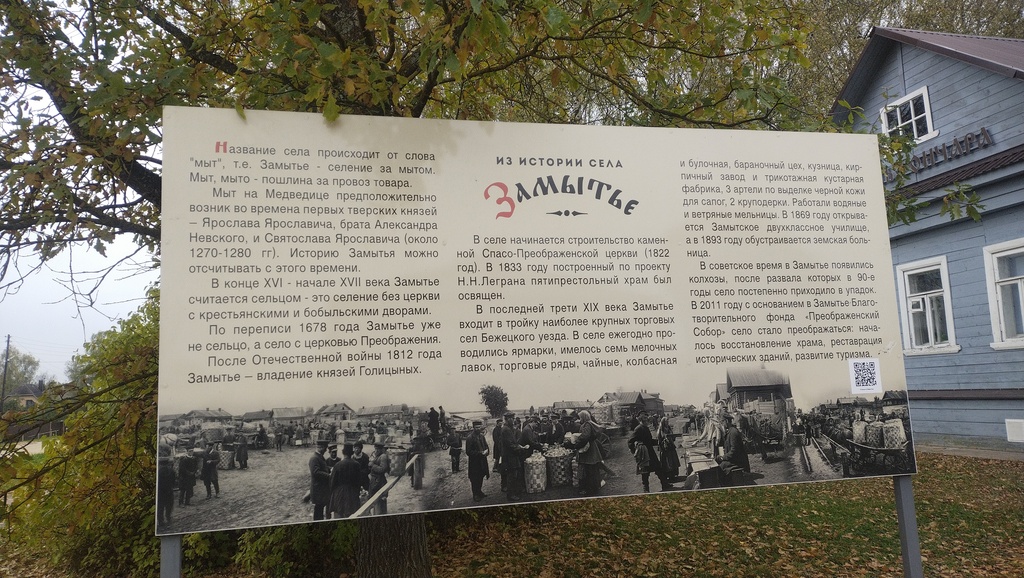 Название села происходит от слова
"мыт", т.е. Замытье - селение за мытом.
Мыт, мыто - пошлина за провоз товара.
Мыт на Медведице предположительно
возник во времена первых тверских князей
– Ярослава Ярославича, брата Александра
Невского, и Святослава Ярославича (около
1270-1280 гг). Историю Замытья можно
отсчитывать с этого времени.
В конце XVI - начале XVII века Замытье
считается сельцом - это селение без церкви
с крестьянскими и бобыльскими дворами.
По переписи 1678 года Замытье уже
не сельцо, а село с церковью Преображения.
После Отечественной войны 1812 года
Замытье – владение князей Голицыных.
ИЗ ИСТОРИИ СЕЛА
ЗАМЫТЬЕ
В селе начинается строительство камен-
ной Спасо-Преображенской церкви (1822
год). В 1833 году построенный по проекту
Н.Н.Леграна пятипрестольный храм был
освящен.
В последней трети XIX века Замытье
входит в тройку наиболее крупных торговых
сел Бежецкого уезда. В селе ежегодно про-
водились ярмарки, имелось семь мелочных
лавок, торговые ряды, чайные, колбасная
и булочная, бараночный цех, кузница, кир-
пичный завод и трикотажная кустарная
фабрика, 3 артели по выделке черной кожи
для сапог, 2 круподерки. Работали водяные
и ветряные мельницы. В 1869 году открыва-
ется Замытское двухклассное училище,
а в 1893 году обустраивается земская боль-
ница.
В советское время в Замытье появились
колхозы, после развала которых в 90-е
годы село постепенно приходило в упадок.
В 2011 году с основанием в Замытье Благо-
творительного фонда «Преображенский
Собор» село стало преображаться: нача-
лось восстановление храма, реставрация
исторических зданий, развитие туризма.